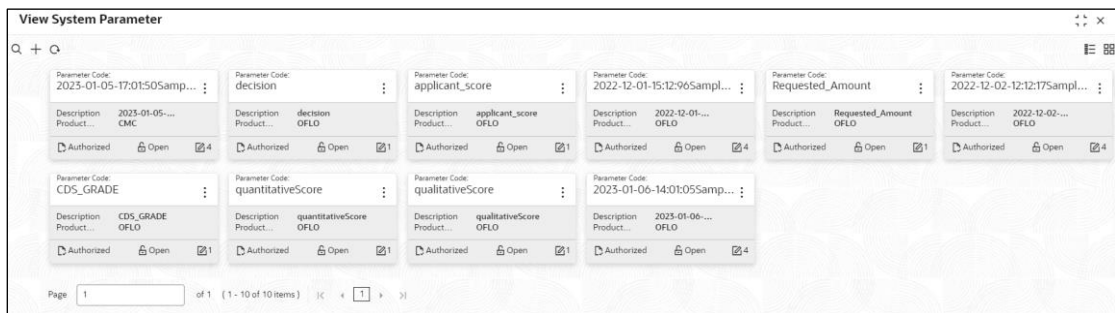 View System Parameter
Parameter Code:
2023-01-05-17:01:50Samp...
Description 2023-01-05-...
Product... CMC
Authorized Open 4
Parameter Code:
decision
Description decision
Product... OFLO
Authorized Open 1
Parameter Code:
applicant_score
Description applicant_score
Product... OFLO
Authorized Open 1
Parameter Code:
2022-12-01-15:12:96Sampl...
Description 2022-12-01-...
Product... OFLO
Authorized Open 4
Parameter Code:
Requested_Amount
Description Requested_Amount
Product... OFLO
Authorized Open 1
Parameter Code:
2022-12-02-12:12:17Sampl...
Description 2022-12-02-...
Product... OFLO
Authorized Open 4
Parameter Code:
CDS_GRADE
Description CDS_GRADE
Product... OFLO
Authorized Open 1
Parameter Code:
quantitativeScore
Description quantitativeScore
Product... OFLO
Authorized Open 1
Parameter Code:
qualitativeScore
Description qualitativeScore
Product... OFLO
Authorized Open 1
Parameter Code:
2023-01-06-14:01:05Samp...
Description 2023-01-06-...
Product... OFLO
Authorized Open 4
Page 1 of 1 (1 - 10 of 10 items) 1